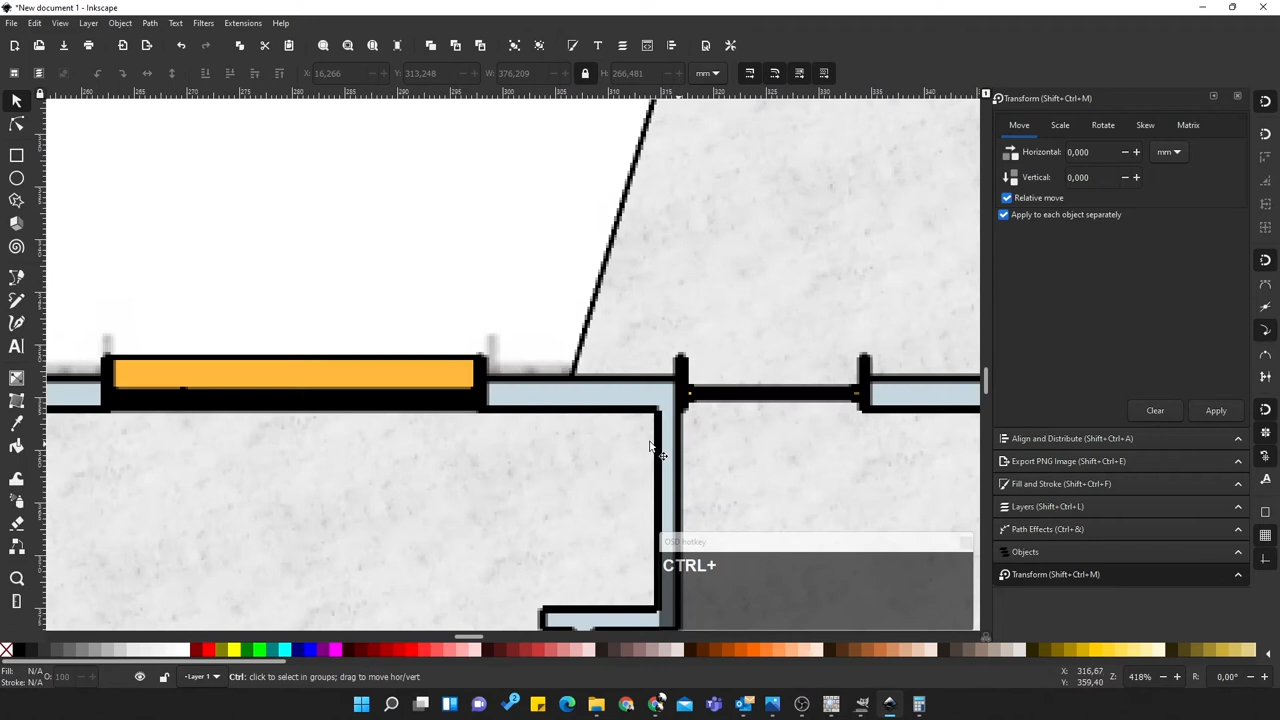 *New document 1 - Inkscape
File Edit View Layer Object Path Text Filters Extensions Help
X: 16,266 Y: 313,248 W: 376,209 H: 266,481 mm
Transform (Shift+Ctrl+M)
Move Scale Rotate Skew Matrix
Horizontal: 0,000 mm
Vertical: 0,000
Relative move
Apply to each object separately
Clear Apply
Align and Distribute (Shift+Ctrl+A)
Export PNG Image (Shift+Ctrl+E)
Fill and Stroke (Shift+Ctrl+F)
Layers (Shift+Ctrl+L)
Path Effects (Ctrl+&)
Objects
Transform (Shift+Ctrl+M)
OSD hotkey
CTRL+
Fill: N/A
Stroke: N/A
O: 100
-Layer 1
Ctrl: click to select in groups; drag to move hor/vert
X: 316,67
Y: 359,40
Z: 418%
R: 0,00°